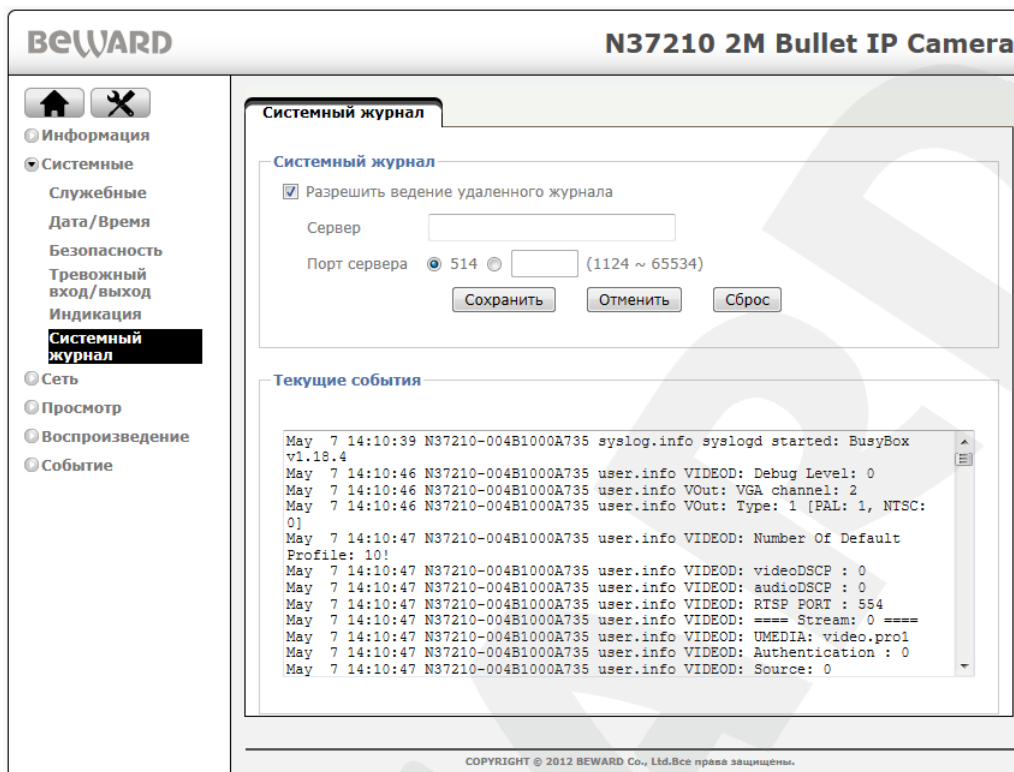 BEWARD
N37210 2M Bullet IP Camera
Информация
Системные
Служебные
Дата/Время
Безопасность
Тревожный
вход/выход
Индикация
Системный
журнал
Сеть
Просмотр
Воспроизведение
Событие
Системный журнал
Системный журнал
Разрешить ведение удаленного журнала
Сервер
Порт сервера 514 (1124 ~ 65534)
Сохранить Отменить Сброс
Текущие события
May 7 14:10:39 N37210-004B1000A735 syslog.info syslogd started: BusyBox
v1.18.4
May 7 14:10:46 N37210-004B1000A735 user.info VIDEOD: Debug Level: 0
May 7 14:10:46 N37210-004B1000A735 user.info VOut: VGA channel: 2
May 7 14:10:46 N37210-004B1000A735 user.info VOut: Type: 1 [PAL: 1, NTSC:
0]
May 7 14:10:47 N37210-004B1000A735 user.info VIDEOD: Number Of Default
Profile: 10!
May 7 14:10:47 N37210-004B1000A735 user.info VIDEOD: videoDSCP : 0
May 7 14:10:47 N37210-004B1000A735 user.info VIDEOD: audioDSCP : 0
May 7 14:10:47 N37210-004B1000A735 user.info VIDEOD: RTSP PORT : 554
May 7 14:10:47 N37210-004B1000A735 user.info VIDEOD: ==== Stream: 0 ====
May 7 14:10:47 N37210-004B1000A735 user.info VIDEOD: UMEDIA: video.pro1
May 7 14:10:47 N37210-004B1000A735 user.info VIDEOD: Authentication : 0
May 7 14:10:47 N37210-004B1000A735 user.info VIDEOD: Source: 0
COPYRIGHT © 2012 BEWARD Co., Ltd.Все права защищены.